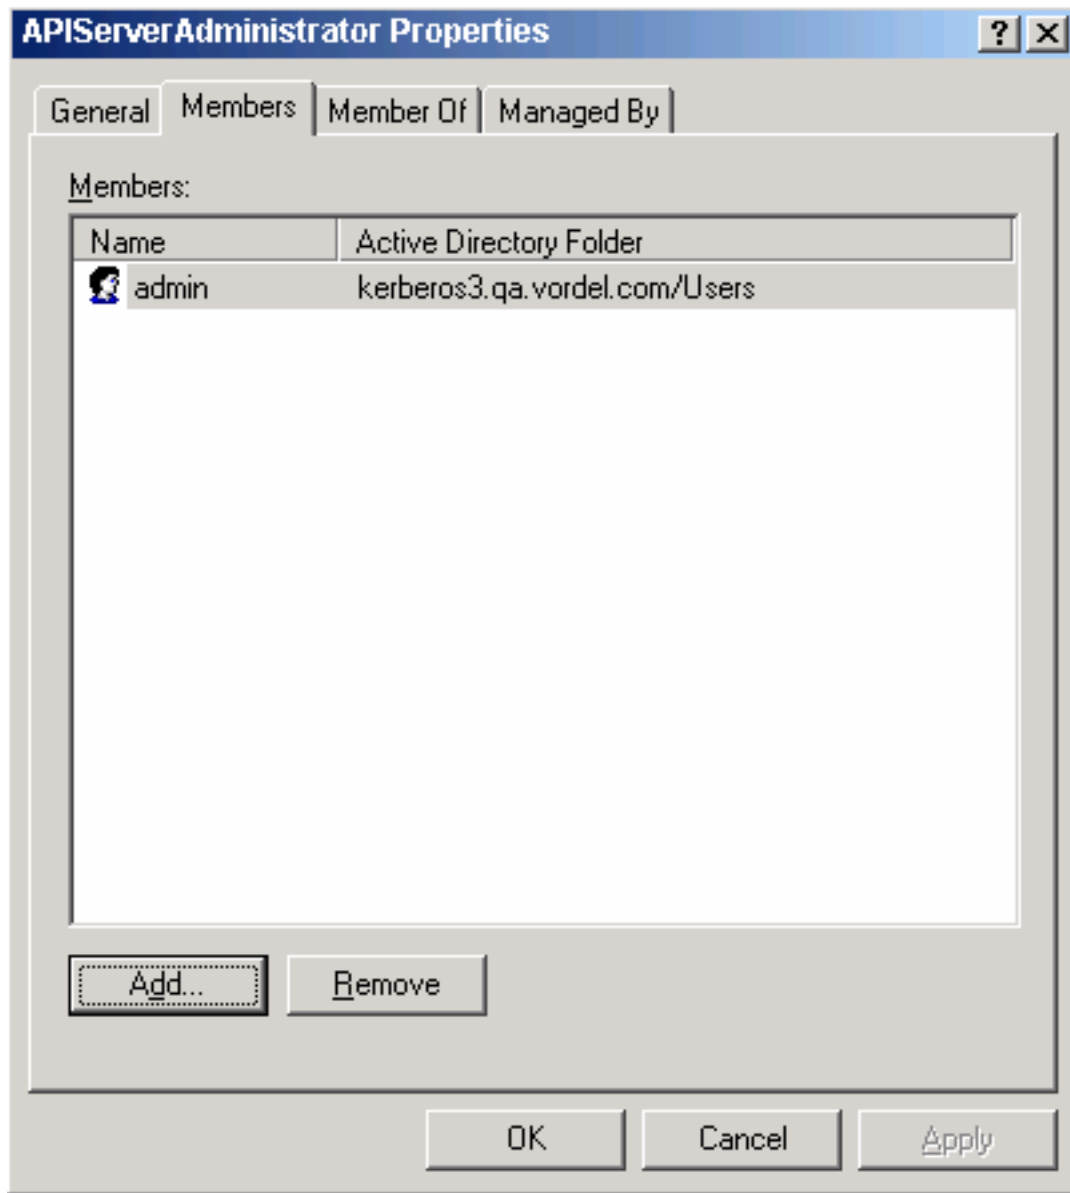 APIServerAdministrator Properties ? X
General Members Member Of Managed By
Members:
Name Active Directory Folder
admin kerberos3.qa.vordel.com/Users
Add... Remove
OK Cancel Apply